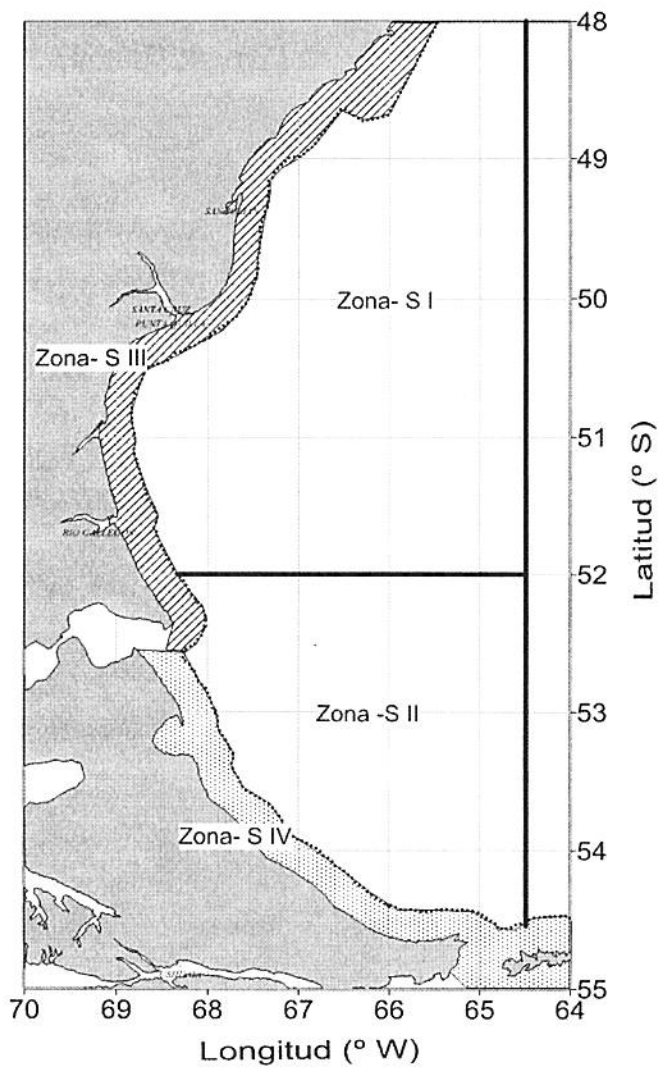 48
49
Zona- S I
50
Zona- S III
51
Latitud (º S)
52
Zona -S II
53
Zona- S IV
54
55
70
69
68
67
66
65
64
Longitud (º W)